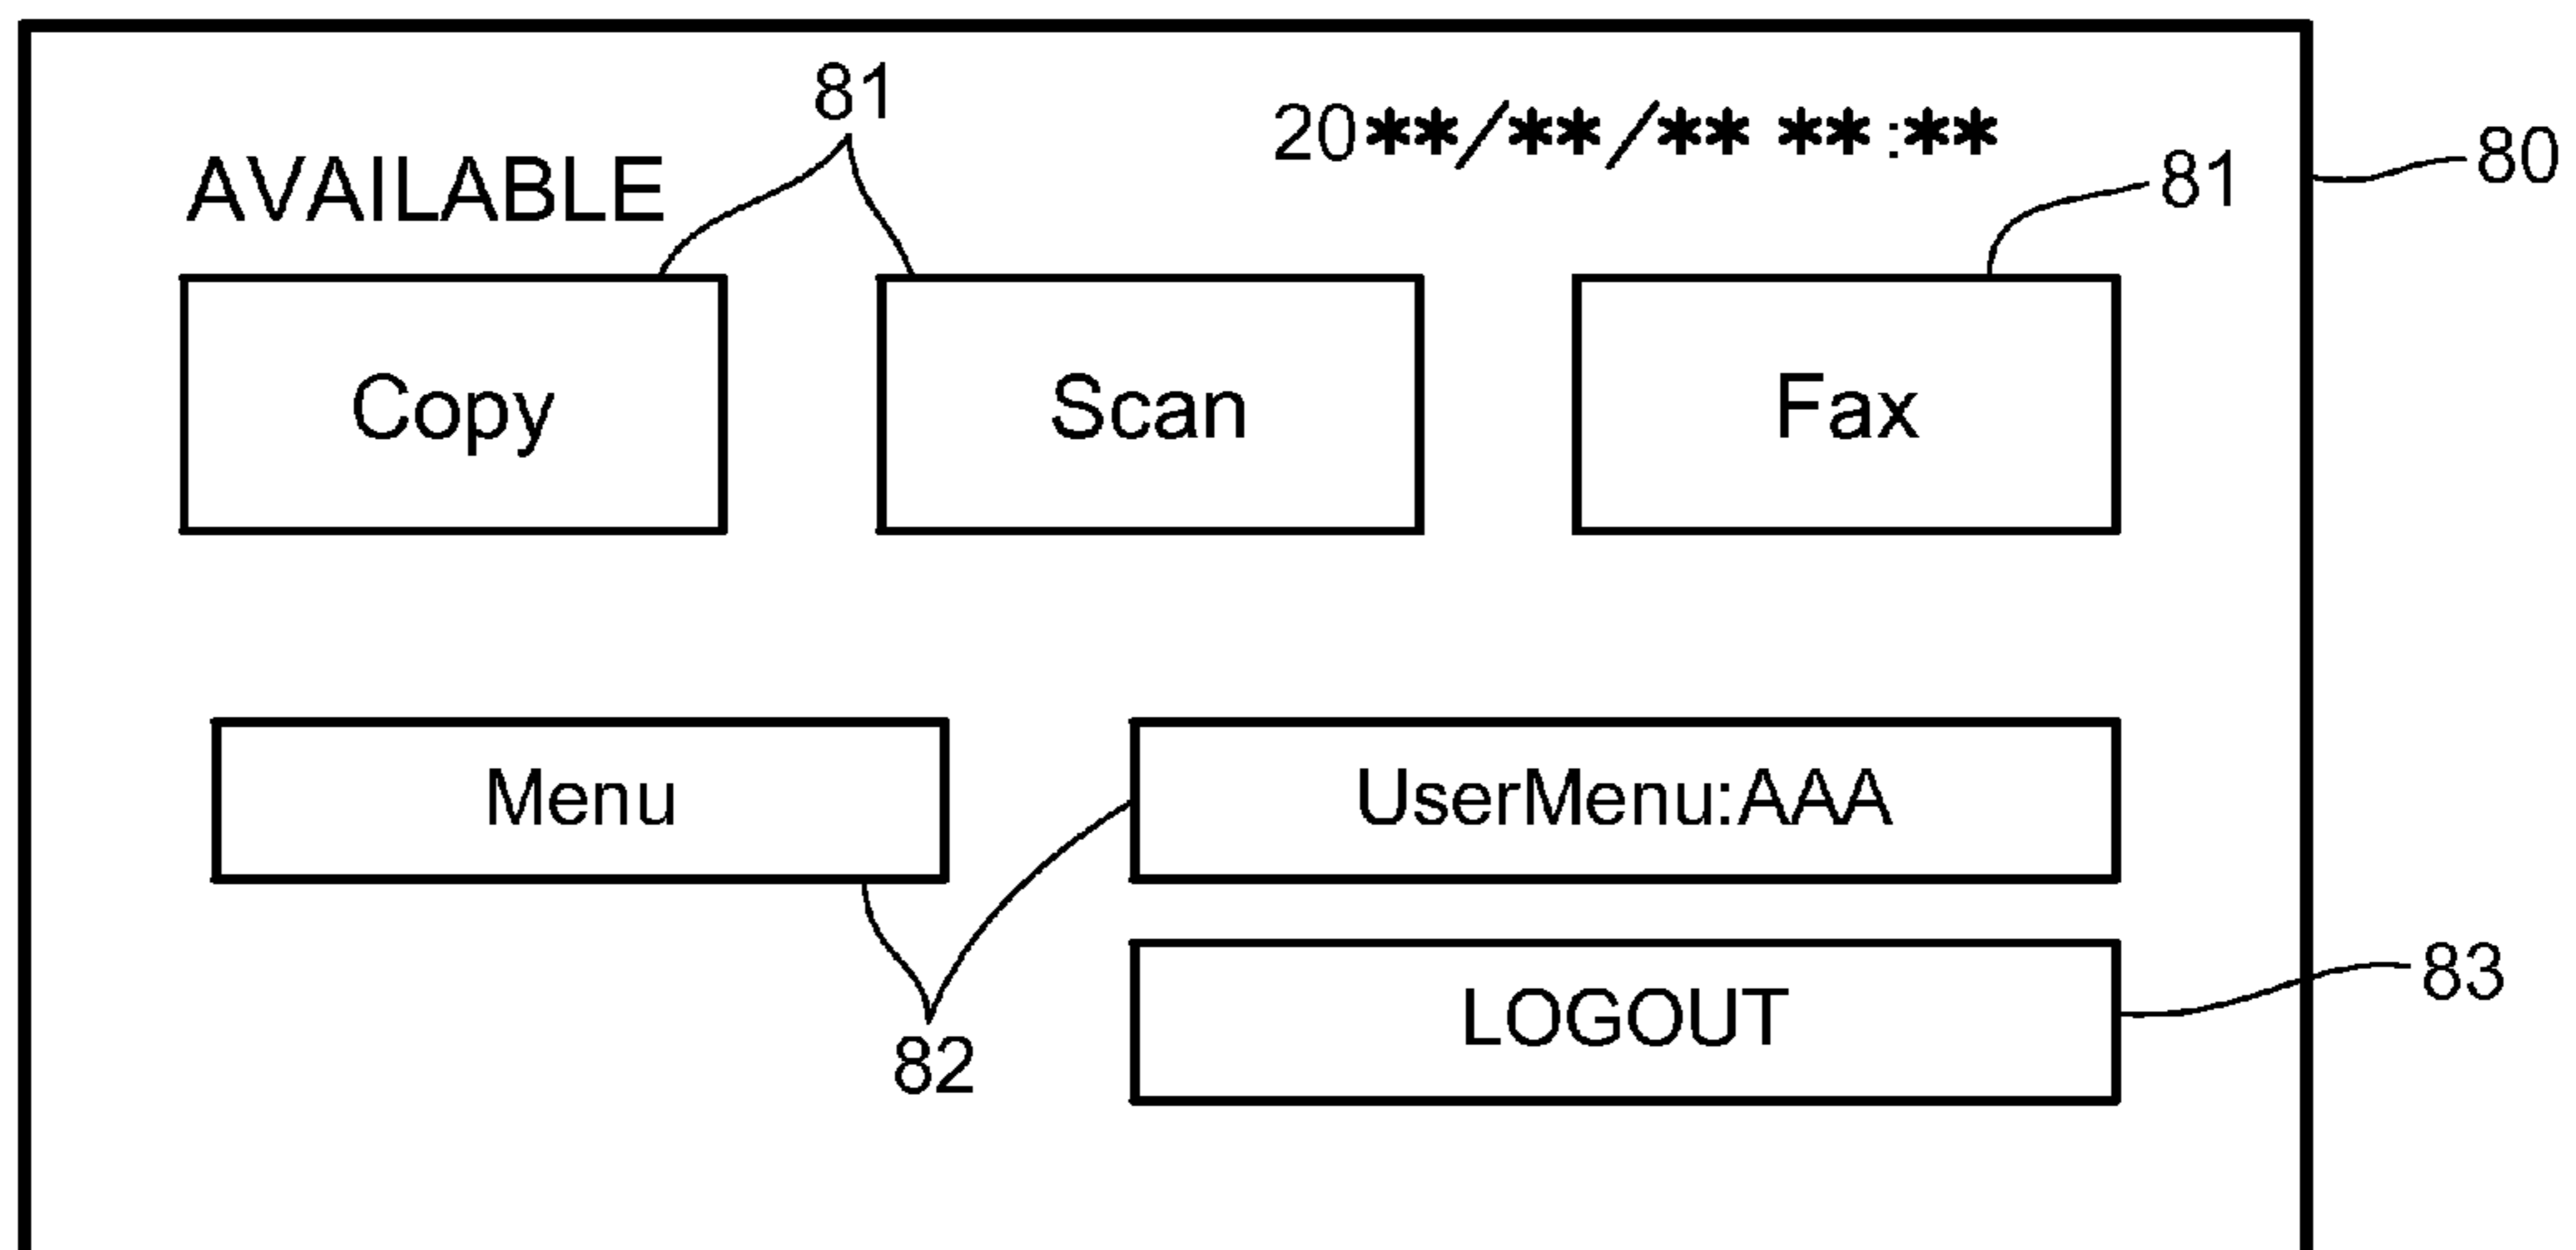 81
20**/**/** **:**
80
AVAILABLE
81
Copy Scan Fax
Menu UserMenu:AAA
83
LOGOUT
82